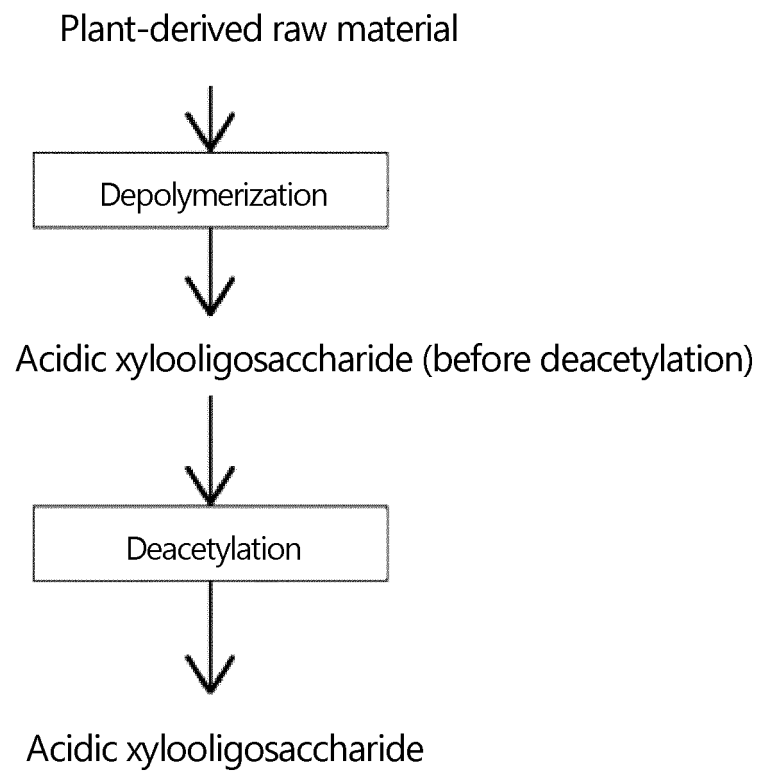 Plant-derived raw material
Depolymerization
Acidic xylooligosaccharide (before deacetylation)
Deacetylation
Acidic xylooligosaccharide